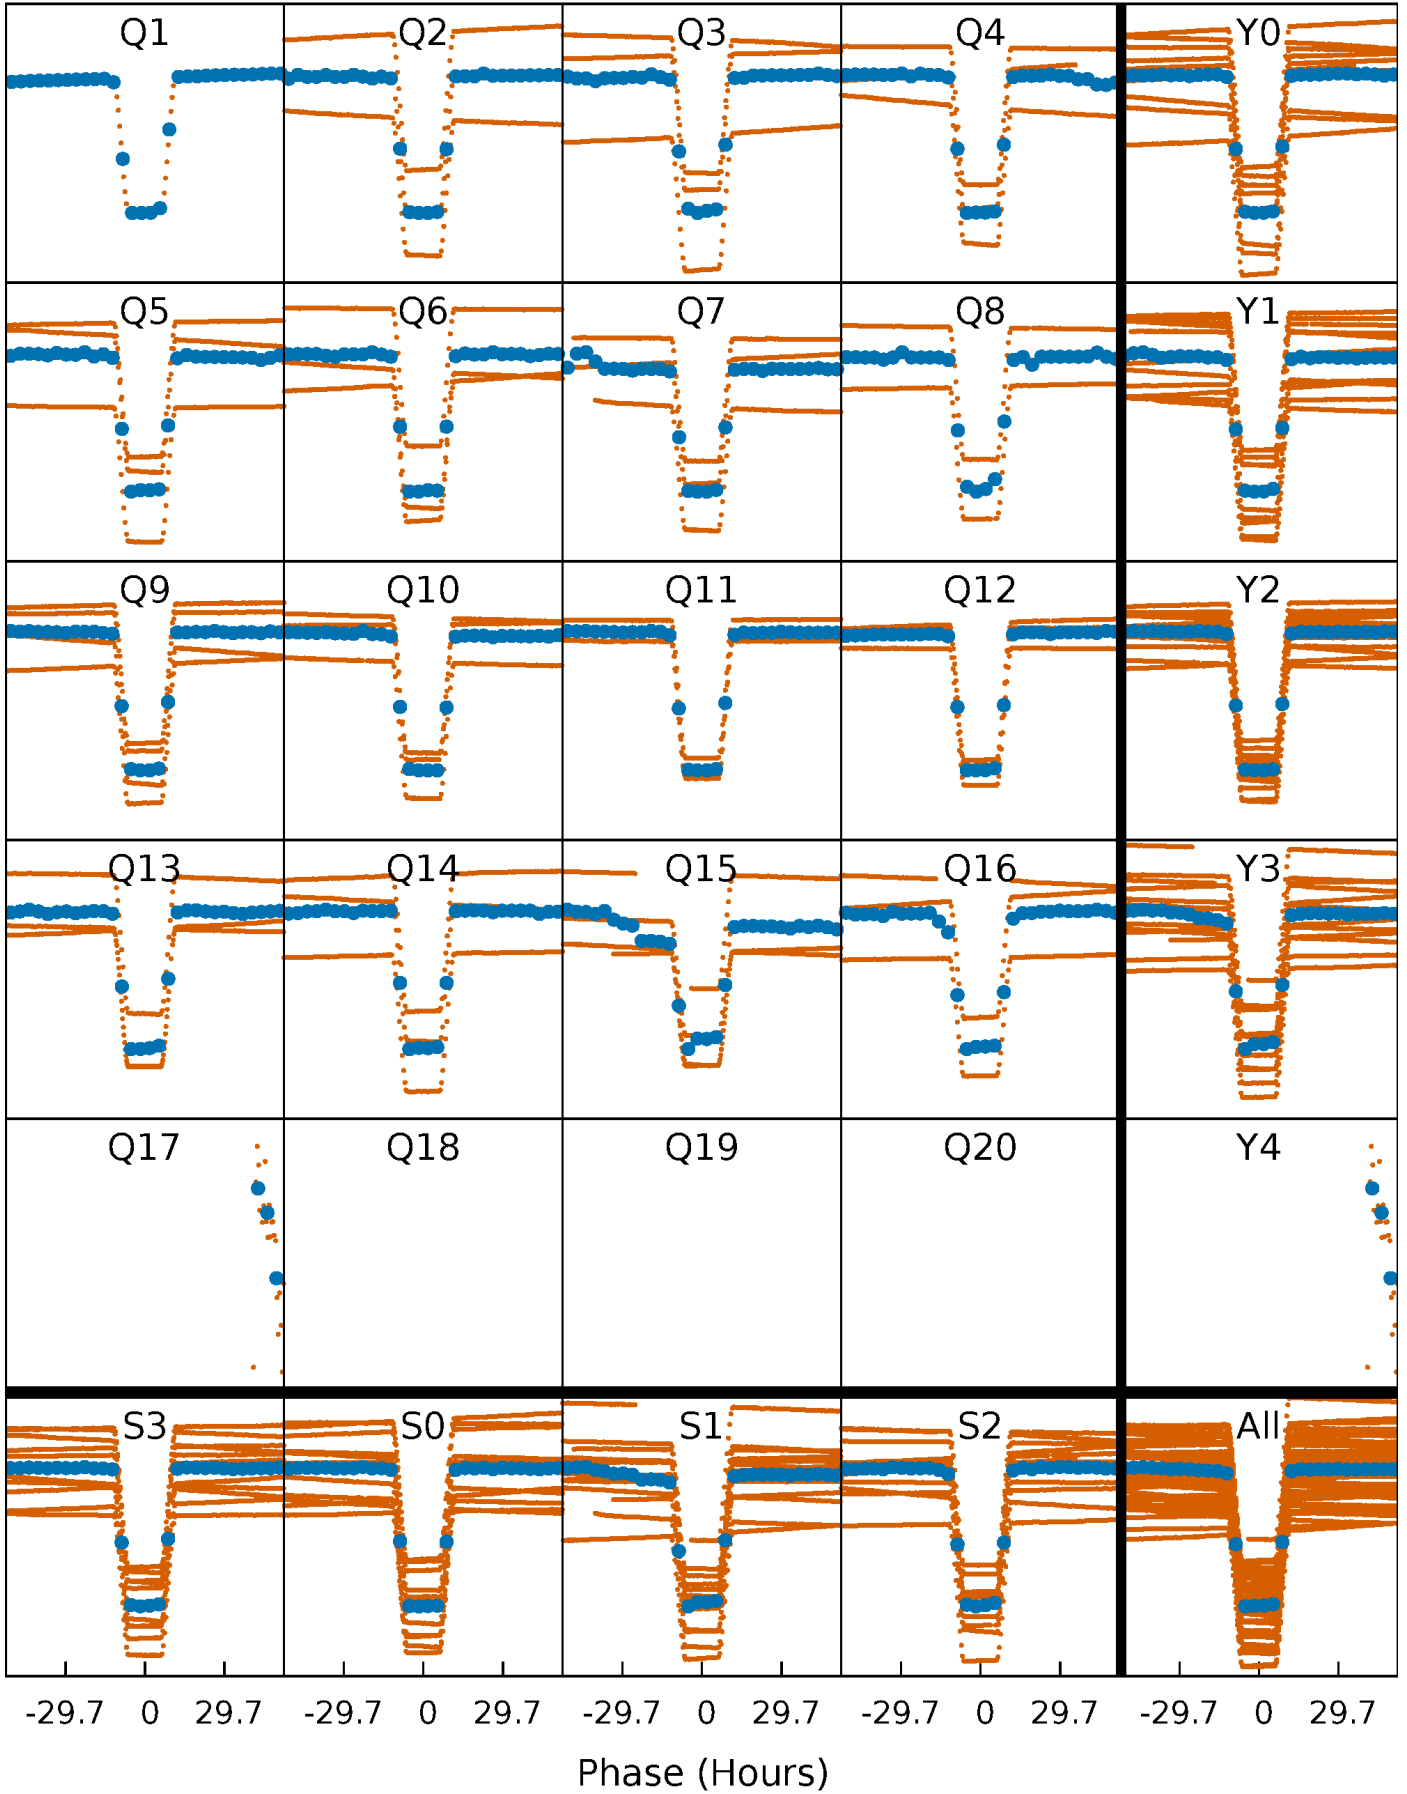 Q1 Q2 Q3 Q4 Y0
Q5 Q6 Q7 Q8 Y1
Q9 Q10 Q11 Q12 Y2
Q13 Q14 Q15 Q16 Y3
Q17 Q18 Q19 Q20 Y4
S3 S0 S1 S2 All
-29.7 0 29.7 -29.7 0 29.7 -29.7 0 29.7 -29.7 0 29.7 -29.7 0 29.7
Phase (Hours)